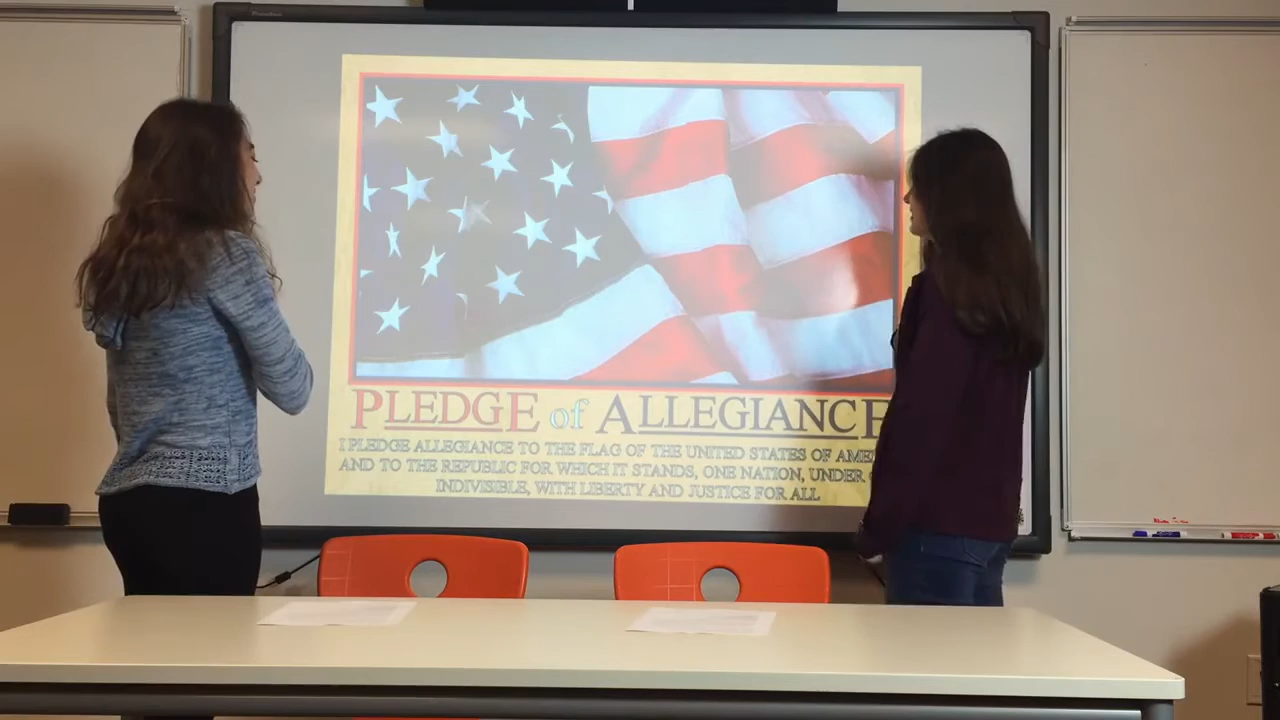 PLEDGE of ALLEGIANCE
I PLEDGE ALLEGIANCE TO THE FLAG OF THE UNITED STATES OF AME
AND TO THE REPUBLIC FOR WHICH IT STANDS, ONE NATION, UNDER
INDIVISIBLE, WITH LIBERTY AND JUSTICE FOR ALL